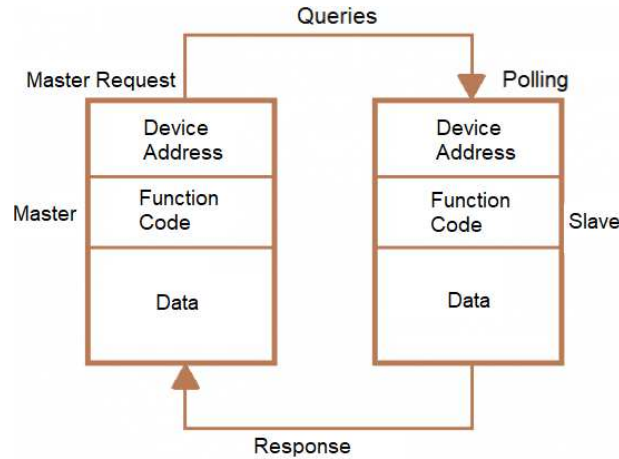 Queries
Master Request
Polling
Device
Address
Device
Address
Master
Function
Code
Function
Code
Slave
Data
Data
Response